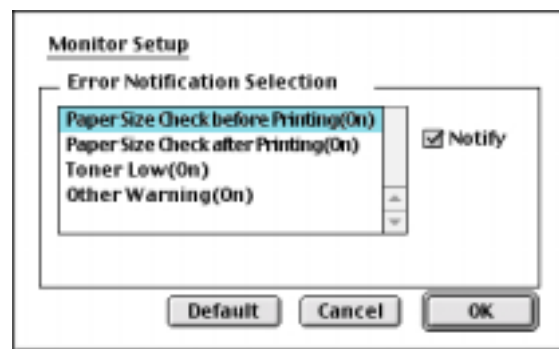 Monitor Setup
Error Notification Selection
Paper Size Check before Printing(On)
Paper Size Check after Printing(On)
Toner Low(On)
Other Warning(On)
Notify
Default Cancel OK